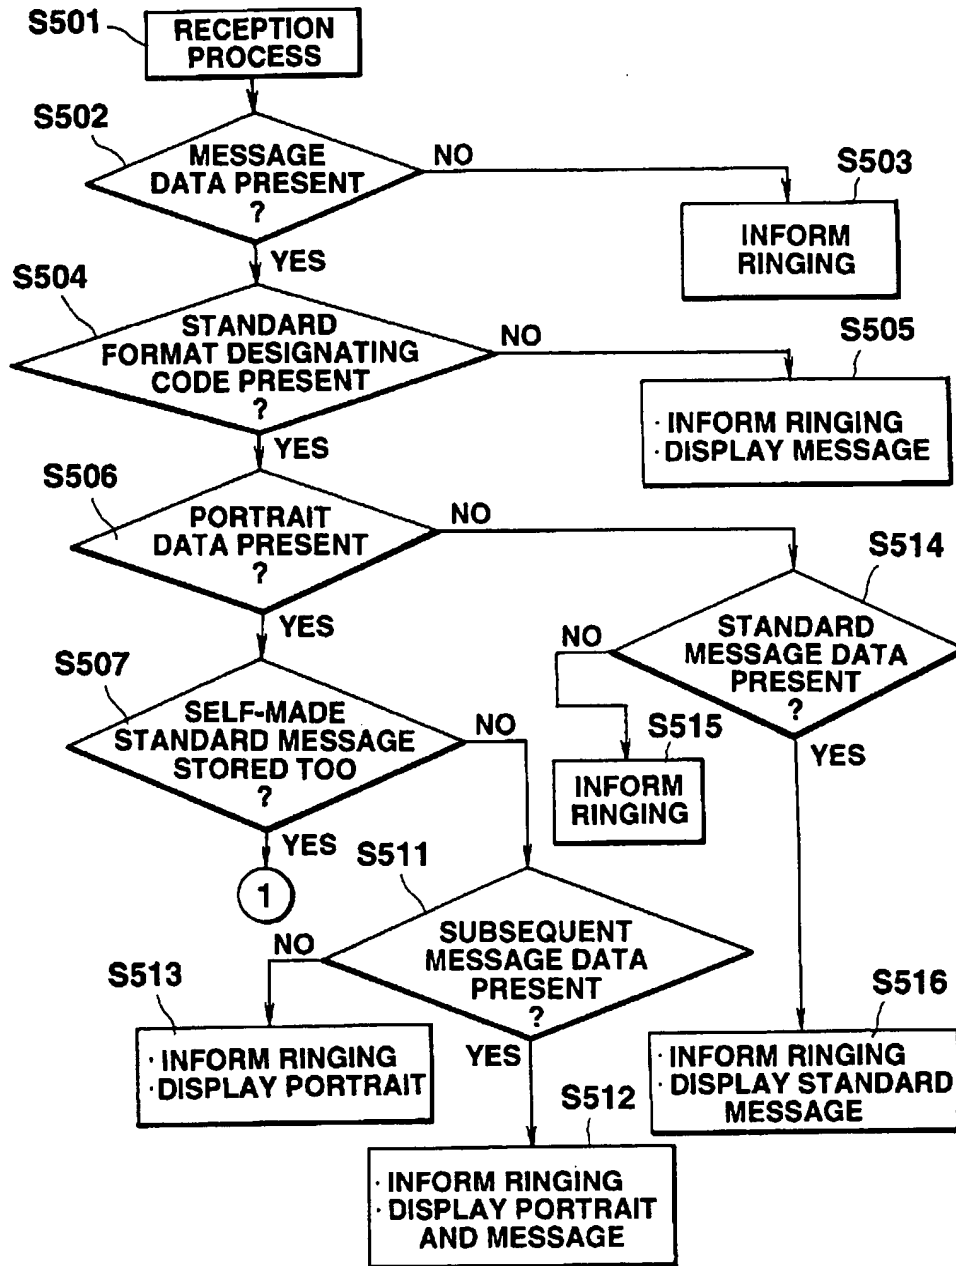 S501
RECEPTION
PROCESS
S502
MESSAGE
DATA PRESENT
?
NO
YES
S503
INFORM
RINGING
S504
STANDARD
FORMAT DESIGNATING
CODE PRESENT
?
NO
YES
S505
· INFORM RINGING
· DISPLAY MESSAGE
S506
PORTRAIT
DATA PRESENT
?
NO
YES
S514
STANDARD
MESSAGE DATA
PRESENT
?
NO
YES
S507
SELF-MADE
STANDARD MESSAGE
STORED TOO
?
NO
YES
1
S515
INFORM
RINGING
S511
SUBSEQUENT
MESSAGE DATA
PRESENT
?
NO
YES
S513
· INFORM RINGING
· DISPLAY PORTRAIT
S516
· INFORM RINGING
· DISPLAY STANDARD
MESSAGE
S512
· INFORM RINGING
· DISPLAY PORTRAIT
AND MESSAGE